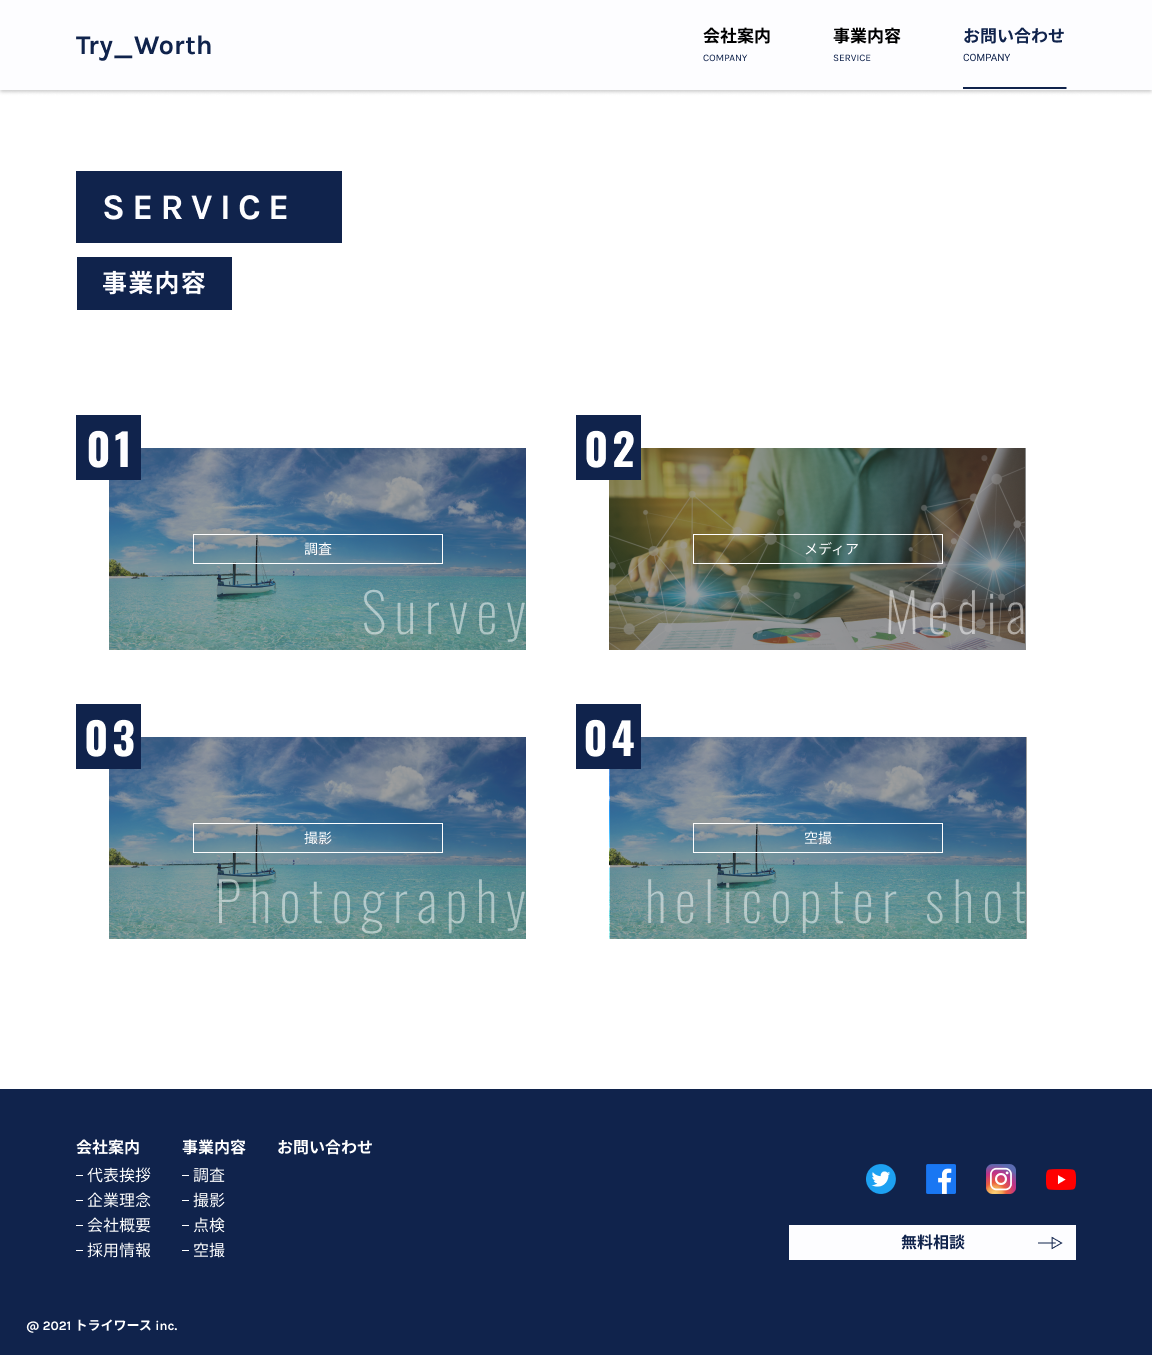 Try_Worth
会社案内
COMPANY
事業内容
SERVICE
お問い合わせ
COMPANY
SERVICE
事業内容
01
調査
Survey
02
メディア
Media
03
撮影
Photography
04
空撮
helicopter shot
会社案内
– 代表挨拶
– 企業理念
– 会社概要
– 採用情報
事業内容
– 調査
– 撮影
– 点検
– 空撮
お問い合わせ
無料相談
@ 2021 トライワース inc.